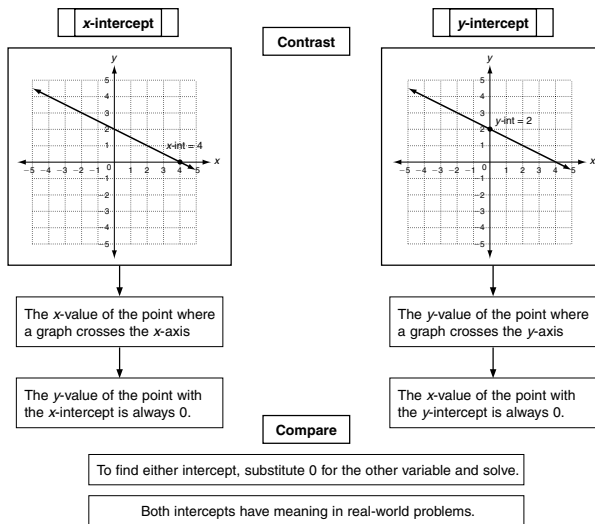 x-intercept
Contrast
y-intercept
y
5
4
3
2
1
x-int = 4
x
−5 −4 −3 −2 −1 0 1 2 3 4 5
−1
−2
−3
−4
−5
y
5
4
3
2
1
y-int = 2
x
−5 −4 −3 −2 −1 0 1 2 3 4 5
−1
−2
−3
−4
−5
The x-value of the point where
a graph crosses the x-axis
The y-value of the point where
a graph crosses the y-axis
The y-value of the point with
the x-intercept is always 0.
The x-value of the point with
the y-intercept is always 0.
Compare
To find either intercept, substitute 0 for the other variable and solve.
Both intercepts have meaning in real-world problems.